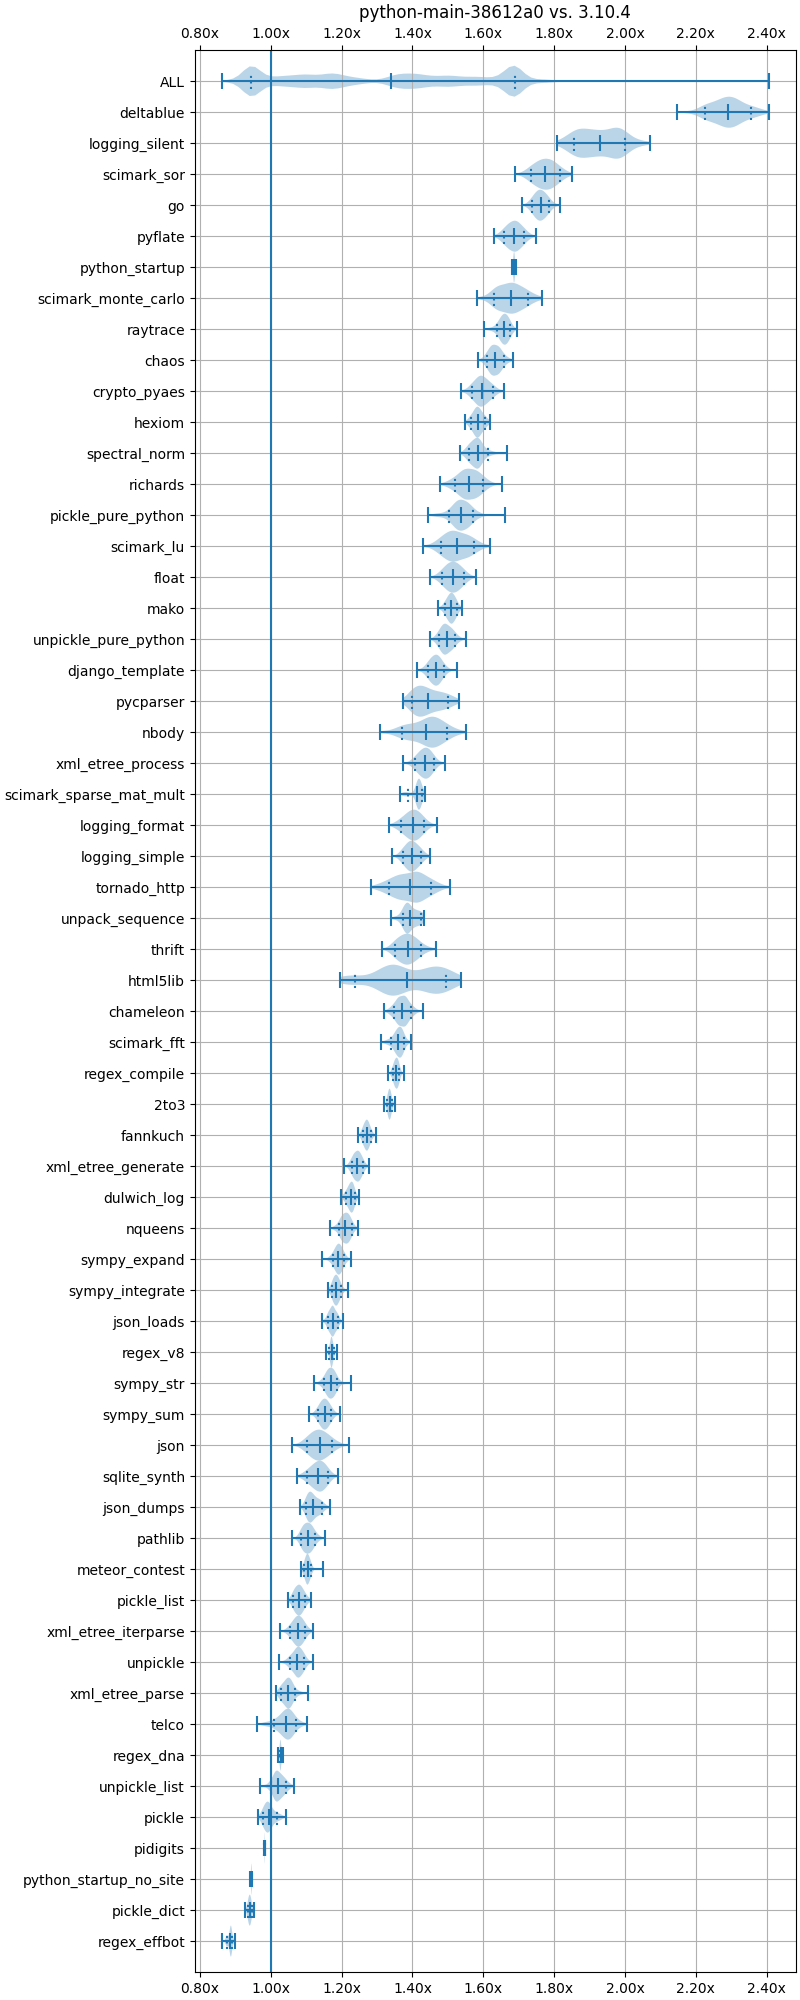 python-main-38612a0 vs. 3.10.4
0.80x 1.00x 1.20x 1.40x 1.60x 1.80x 2.00x 2.20x 2.40x
ALL
deltablue
logging_silent
scimark_sor
go
pyflate
python_startup
scimark_monte_carlo
raytrace
chaos
crypto_pyaes
hexiom
spectral_norm
richards
pickle_pure_python
scimark_lu
float
mako
unpickle_pure_python
django_template
pycparser
nbody
xml_etree_process
scimark_sparse_mat_mult
logging_format
logging_simple
tornado_http
unpack_sequence
thrift
html5lib
chameleon
scimark_fft
regex_compile
2to3
fannkuch
xml_etree_generate
dulwich_log
nqueens
sympy_expand
sympy_integrate
json_loads
regex_v8
sympy_str
sympy_sum
json
sqlite_synth
json_dumps
pathlib
meteor_contest
pickle_list
xml_etree_iterparse
unpickle
xml_etree_parse
telco
regex_dna
unpickle_list
pickle
pidigits
python_startup_no_site
pickle_dict
regex_effbot
0.80x 1.00x 1.20x 1.40x 1.60x 1.80x 2.00x 2.20x 2.40x